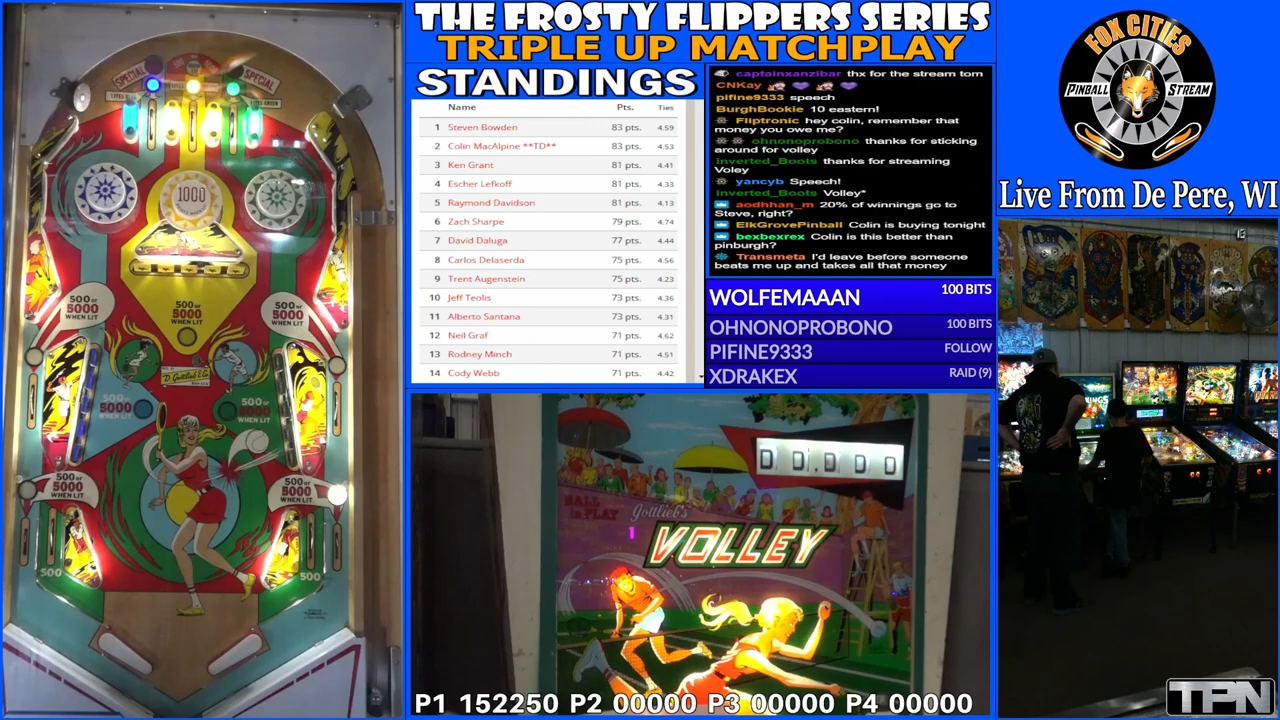 THE FROSTY FLIPPERS SERIES
TRIPLE UP MATCHPLAY
STANDINGS
Name Pts. Ties
1 Steven Bowden 83 pts. 4.59
2 Colin MacAlpine **TD** 83 pts. 4.53
3 Ken Grant 81 pts. 4.41
4 Escher Lefkoff 81 pts. 4.33
5 Raymond Davidson 81 pts. 4.13
6 Zach Sharpe 79 pts. 4.74
7 David Daluga 77 pts. 4.44
8 Carlos Delaserda 75 pts. 4.56
9 Trent Augenstein 75 pts. 4.23
10 Jeff Teolis 73 pts. 4.36
11 Alberto Santana 73 pts. 4.31
12 Neil Graf 71 pts. 4.62
13 Rodney Minch 71 pts. 4.51
14 Cody Webb 71 pts. 4.42
captainxanzibar thx for the stream tom
CNKay
pifine9333 speech
BurghBookie 10 eastern!
Fliptronic hey colin, remember that
money you owe me?
ohnonoprobono thanks for sticking
around for volley
inverted_Boots thanks for streaming
Voley
yancyb Speech!
inverted_Boots Volley*
aodhhan_m 20% of winnings go to
Steve, right?
ElkGrovePinball Colin is buying tonight
bexbexrex Colin is this better than
pinburgh?
Transmeta I'd leave before someone
beats me up and takes all that money
WOLFEMAAAN 100 BITS
OHNONOPROBONO 100 BITS
PIFINE9333 FOLLOW
XDRAKEX RAID (9)
FOX CITIES
PINBALL STREAM
Live From De Pere, WI
SPECIAL
SPECIAL
1000
500 or
5000
WHEN LIT
500 or
5000
WHEN LIT
500 or
5000
WHEN LIT
D. Gottlieb & Co.
500 or
5000
WHEN LIT
500 or
5000
WHEN LIT
500 or
5000
WHEN LIT
500 or
5000
WHEN LIT
500
500
BALL
IN PLAY
1
Gottlieb's
VOLLEY
KINGS
P1 152250 P2 00000 P3 00000 P4 00000
TPN